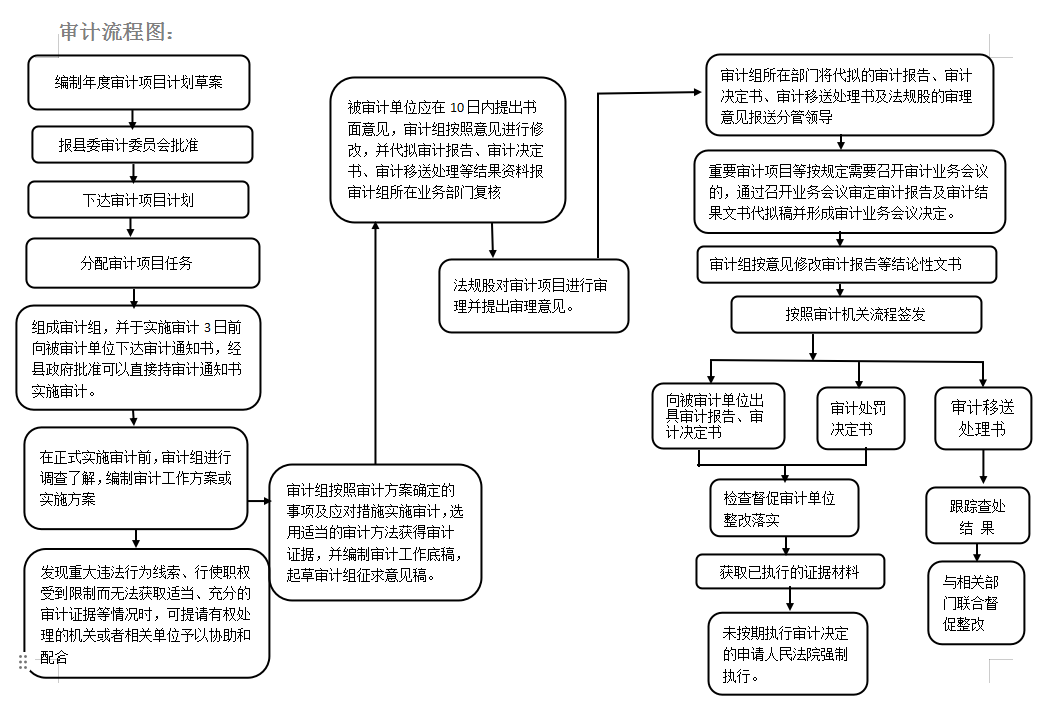 审计流程图：
编制年度审计项目计划草案
报县委审计委员会批准
下达审计项目计划
分配审计项目任务
组成审计组，并于实施审计 3 日前
向被审计单位下达审计通知书，经
县政府批准可以直接持审计通知书
实施审计。
在正式实施审计前，审计组进行
调查了解，编制审计工作方案或
实施方案
发现重大违法行为线索、行使职权
受到限制而无法获取适当、充分的
审计证据等情况时，可提请有权处
理的机关或者相关单位予以协助和
配合
审计组按照审计方案确定的
事项及应对措施实施审计，选
用适当的审计方法获得审计
证据，并编制审计工作底稿，
起草审计组征求意见稿。
被审计单位应在 10 日内提出书
面意见，审计组按照意见进行修
改，并代拟审计报告、审计决定
书、审计移送处理等结果资料报
审计组所在业务部门复核
法规股对审计项目进行审
理并提出审理意见。
审计组所在部门将代拟的审计报告、审计
决定书、审计移送处理书及法规股的审理
意见报送分管领导
重要审计项目等按规定需要召开审计业务会议
的，通过召开业务会议审定审计报告及审计结
果文书代拟稿并形成审计业务会议决定。
审计组按意见修改审计报告等结论性文书
按照审计机关流程签发
向被审计单位出
具审计报告、审
计决定书
审计处罚
决定书
审计移送
处理书
检查督促审计单位
整改落实
获取已执行的证据材料
未按期执行审计决定
的申请人民法院强制
执行。
跟踪查处
结 果
与相关部
门联合督
促整改